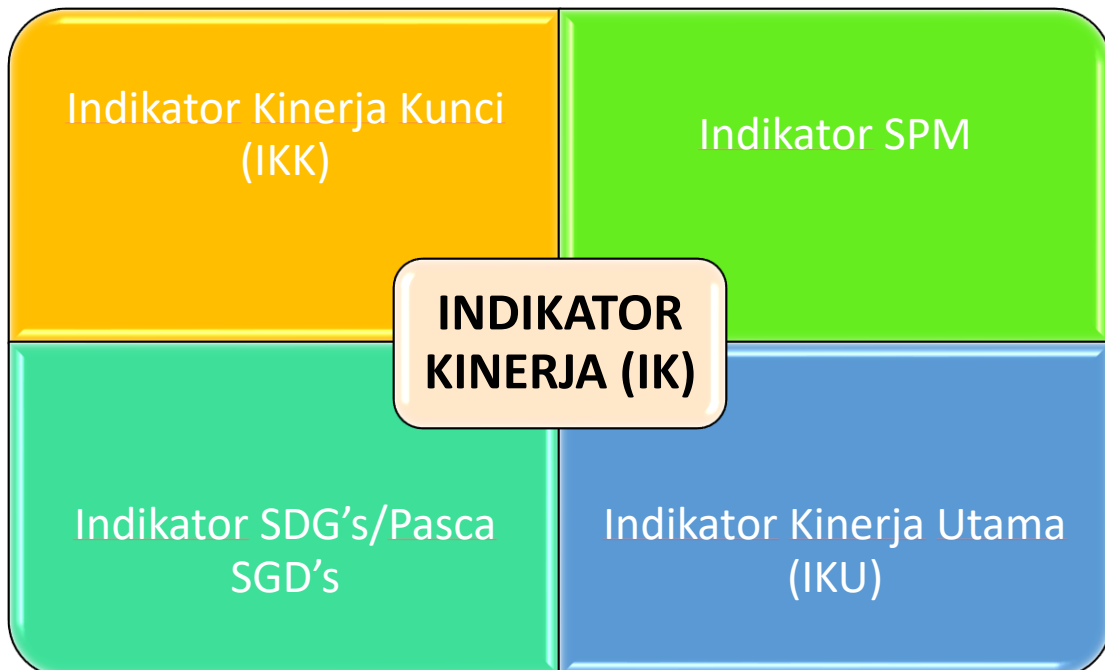 Indikator Kinerja Kunci
(IKK)
Indikator SPM
INDIKATOR
KINERJA (IK)
Indikator SDG’s/Pasca
SGD’s
Indikator Kinerja Utama
(IKU)